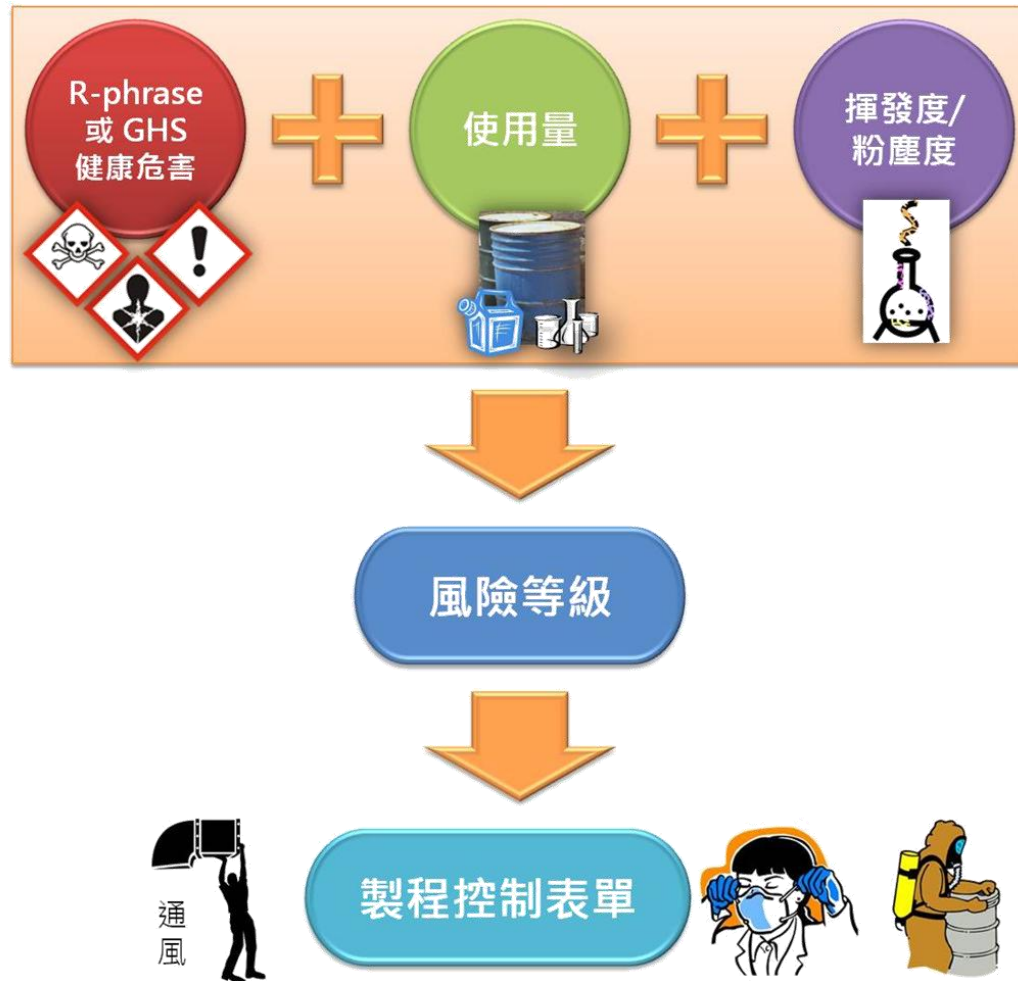 R-phrase
或 GHS
健康危害
使用量
揮發度/
粉塵度
風險等級
通
風
製程控制表單